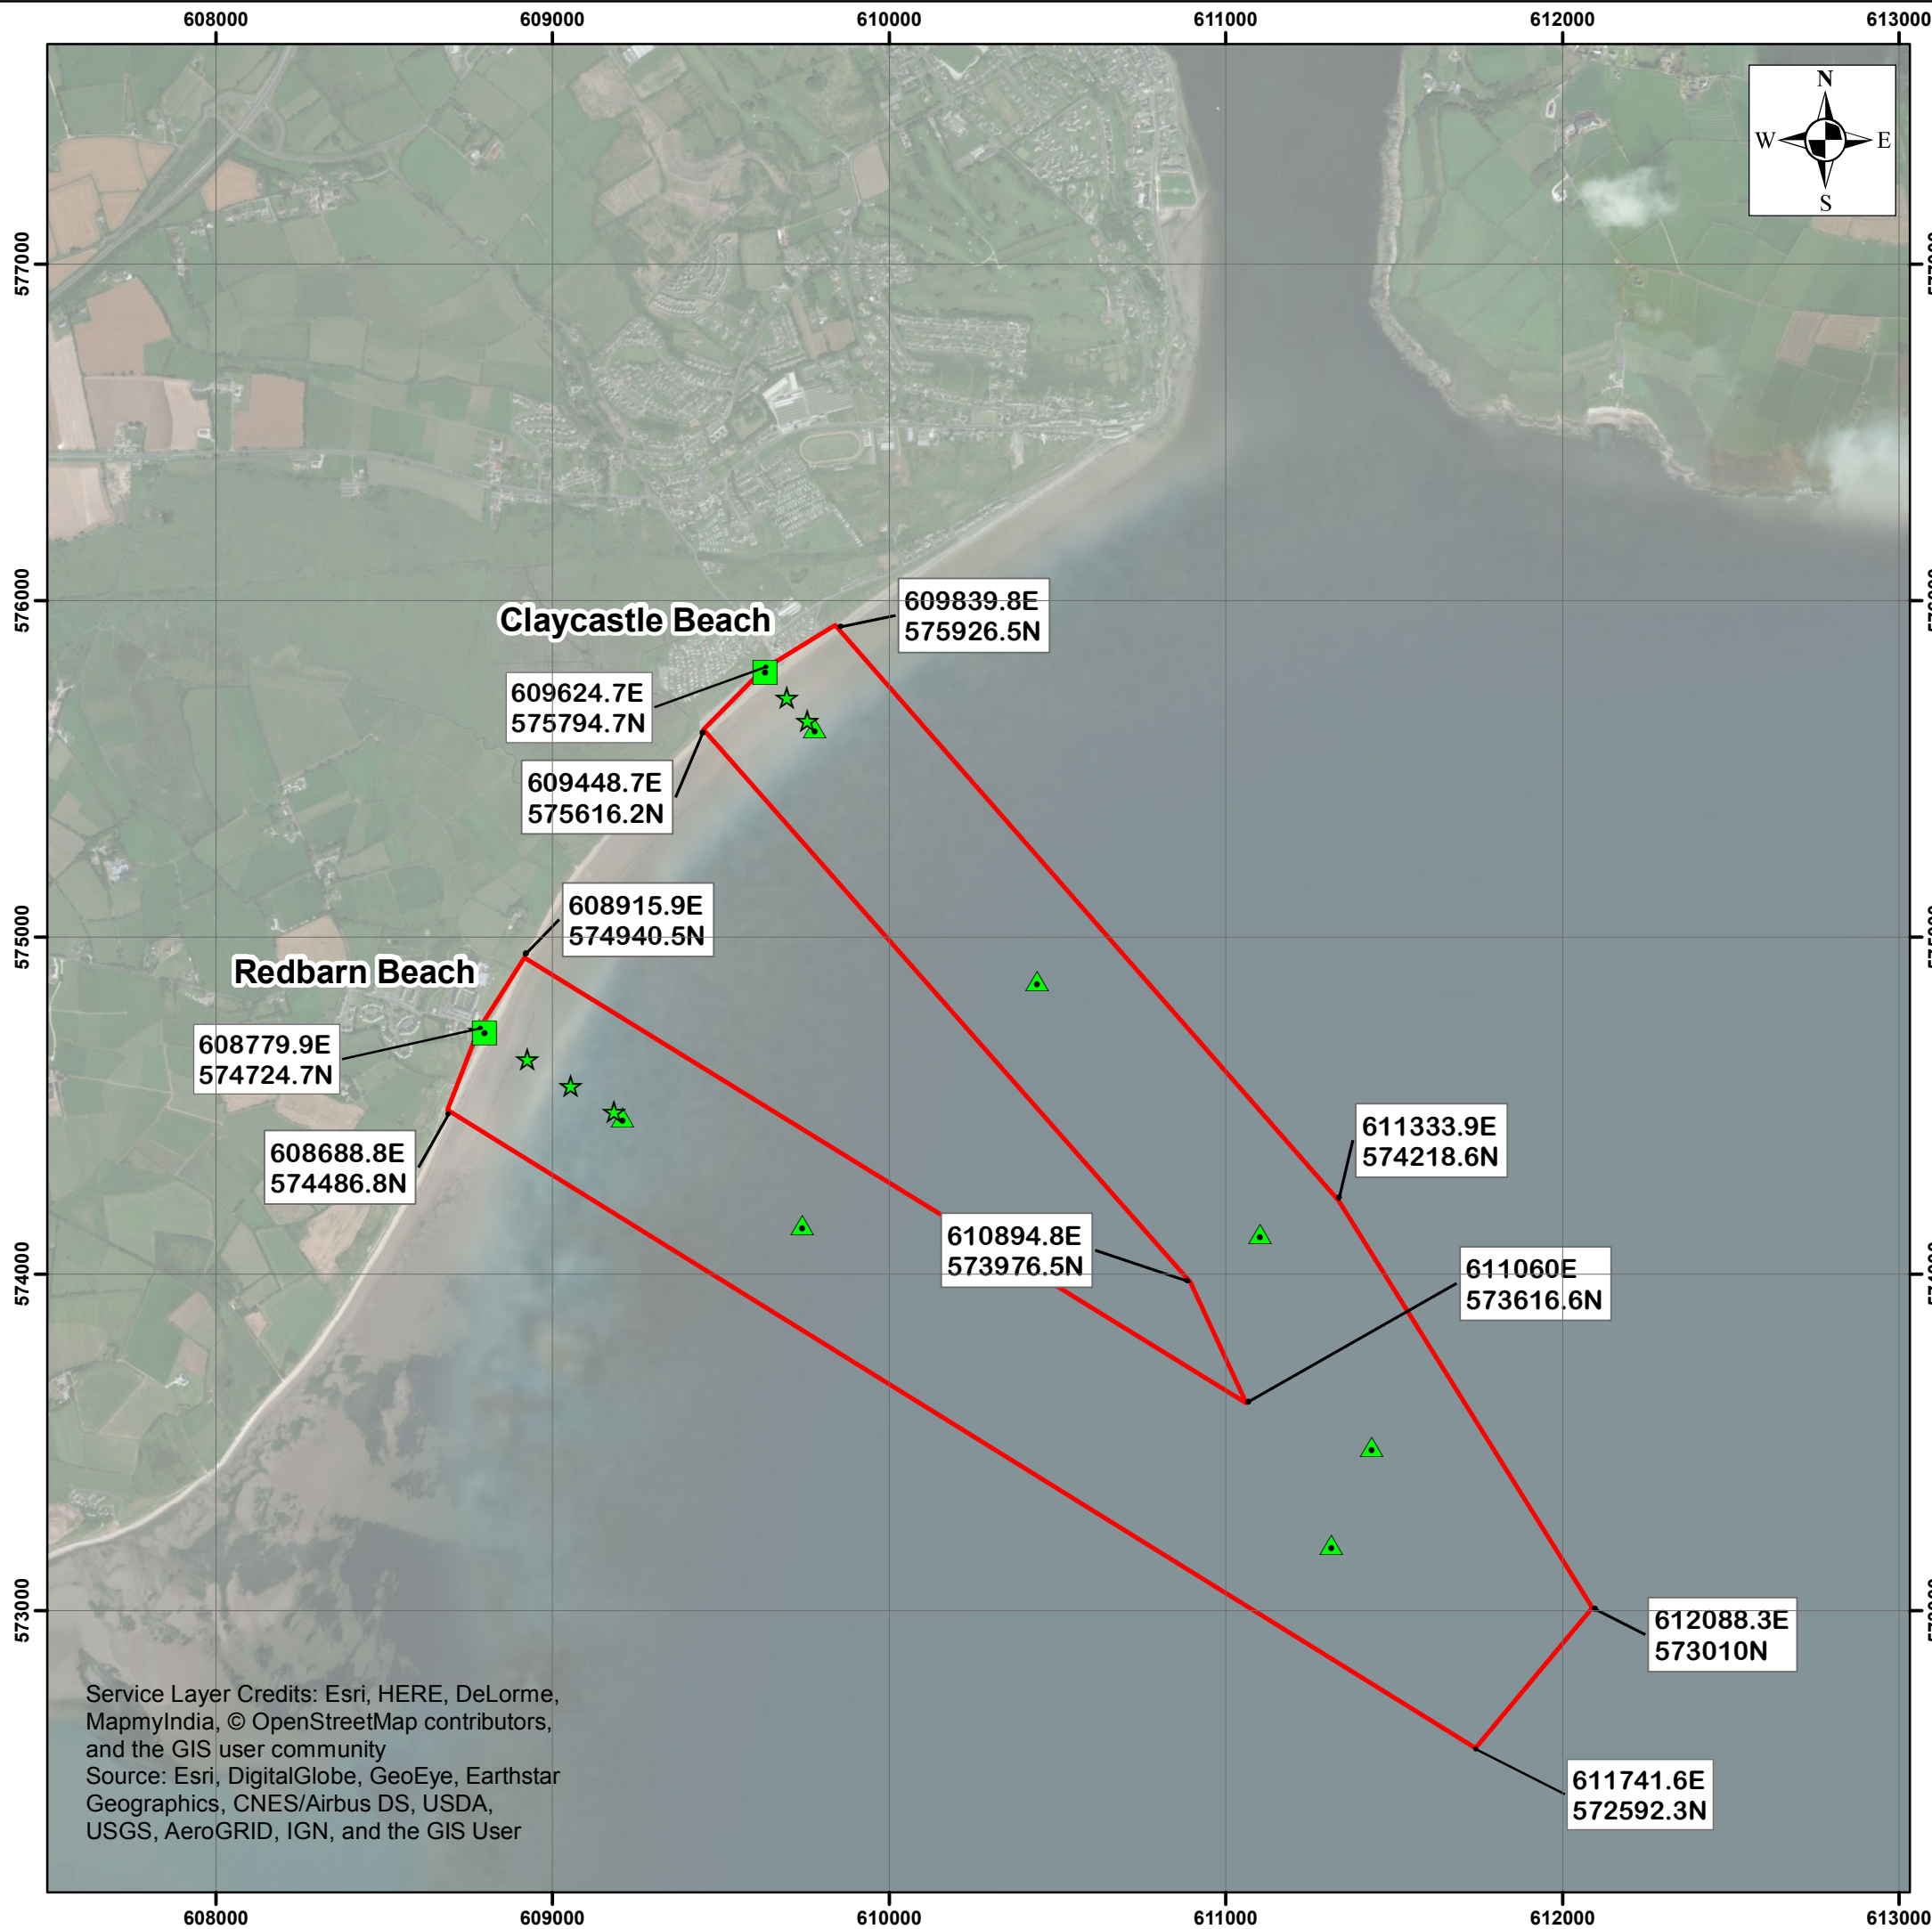 608000
609000
610000
611000
612000
613000
N
W
E
S
577000
576000
575000
574000
573000
Claycastle Beach
609839.8E
575926.5N
609624.7E
575794.7N
609448.7E
575616.2N
608915.9E
574940.5N
Redbarn Beach
608779.9E
574724.7N
608688.8E
574486.8N
611333.9E
574218.6N
610894.8E
573976.5N
611060E
573616.6N
612088.3E
573010N
611741.6E
572592.3N
Service Layer Credits: Esri, HERE, DeLorme,
MapmyIndia, © OpenStreetMap contributors,
and the GIS user community
Source: Esri, DigitalGlobe, GeoEye, Earthstar
Geographics, CNES/Airbus DS, USDA,
USGS, AeroGRID, IGN, and the GIS User
608000
609000
610000
611000
612000
613000